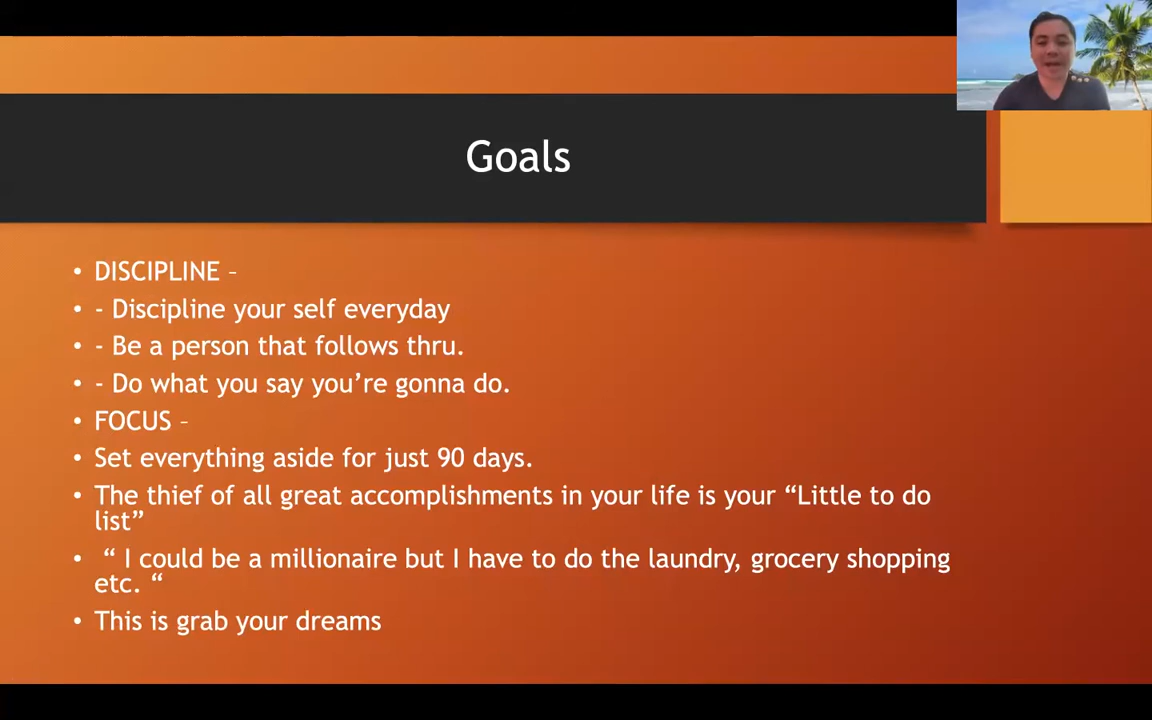 Goals
• DISCIPLINE –
• - Discipline your self everyday
• - Be a person that follows thru.
• - Do what you say you’re gonna do.
• FOCUS –
• Set everything aside for just 90 days.
• The thief of all great accomplishments in your life is your “Little to do
list”
• “ I could be a millionaire but I have to do the laundry, grocery shopping
etc. “
• This is grab your dreams